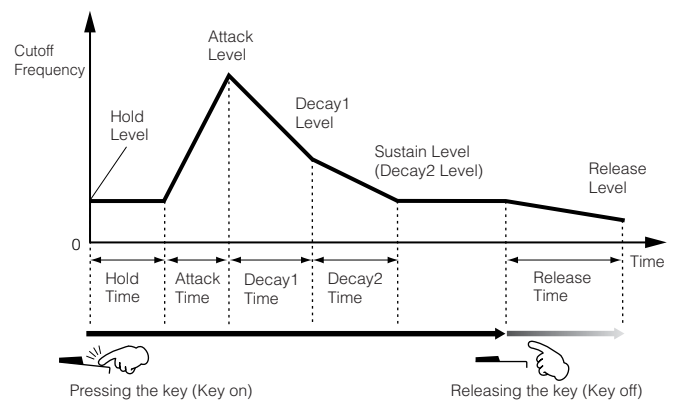 Cutoff
Frequency
Attack
Level
Hold
Level
Decay1
Level
Sustain Level
(Decay2 Level)
Release
Level
0
Time
Hold
Time
Attack
Time
Decay1
Time
Decay2
Time
Release
Time
Pressing the key (Key on)
Releasing the key (Key off)